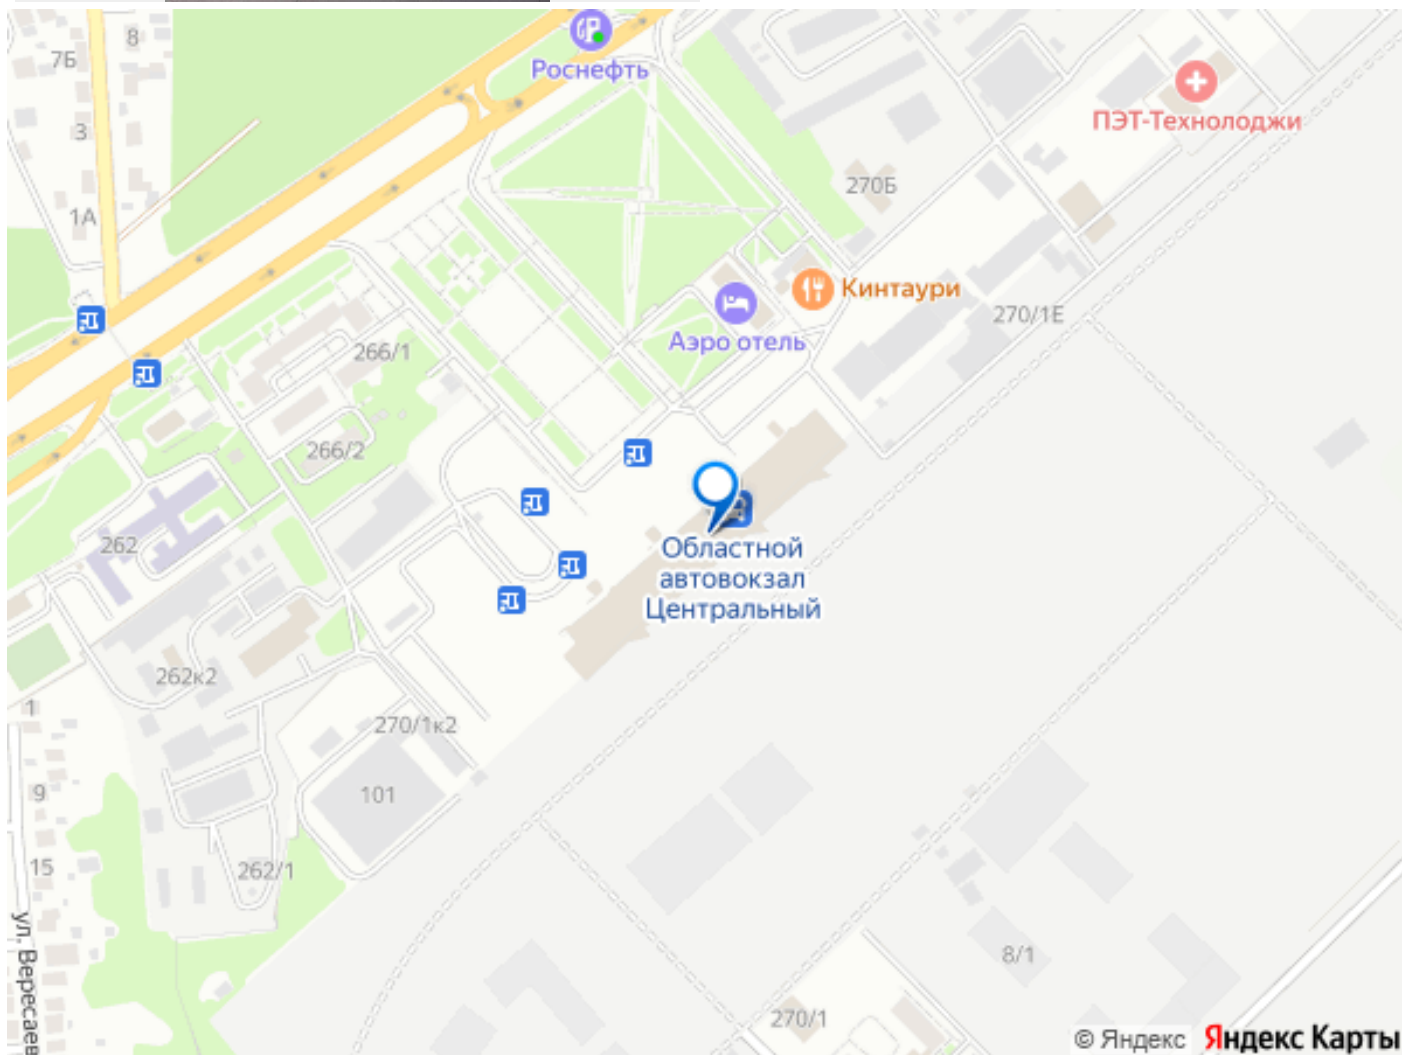 8
7Б
Роснефть
3
ПЭТ-Технолоджи
270Б
1А
Кинтаури
270/1Е
Аэро отель
266/1
266/2
262
Областной
автовокзал
Центральный
262к2
1
270/1к2
9
101
15
262/1
ул. Вересаев
8/1
270/1
© Яндекс Яндекс Карты